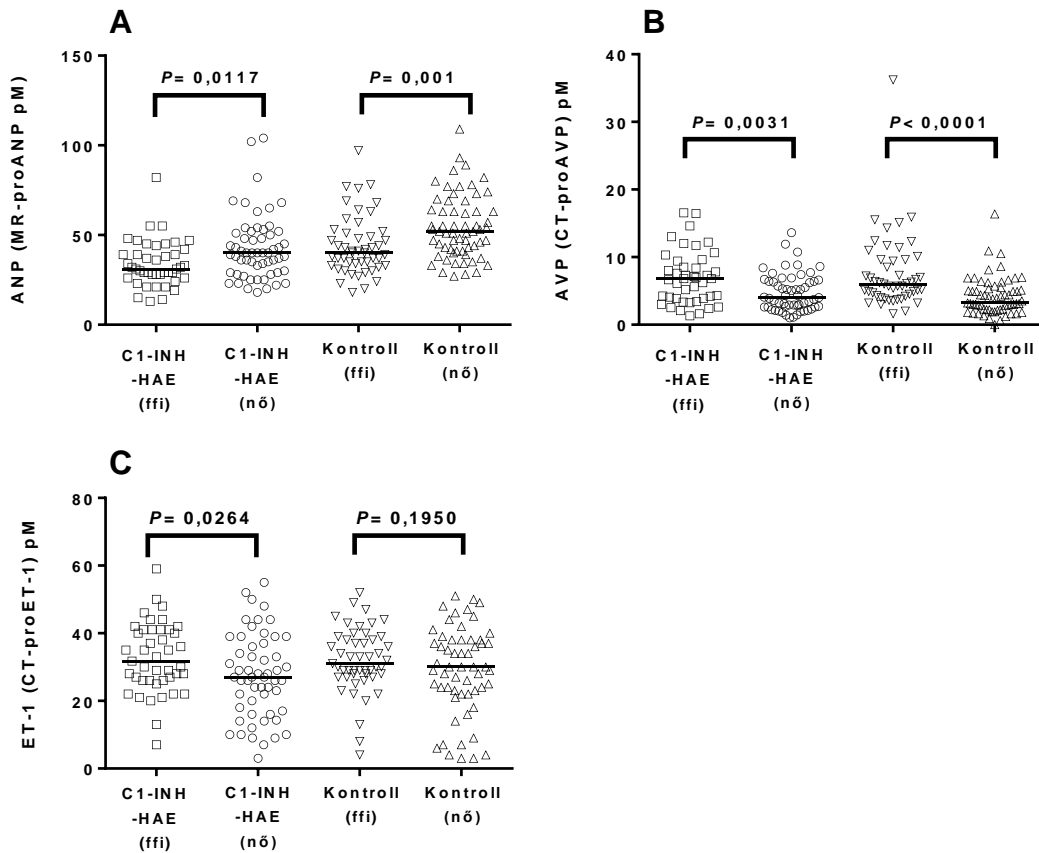 A
ANP (MR-proANP pM)
150
100
50
0
P= 0,0117
P= 0,001
C1-INH
-HAE
(ffi)
C1-INH
-HAE
(nő)
Kontroll
(ffi)
Kontroll
(nő)
B
AVP (CT-proAVP) pM
40
30
20
10
0
P= 0,0031
P< 0,0001
C1-INH
-HAE
(ffi)
C1-INH
-HAE
(nő)
Kontroll
(ffi)
Kontroll
(nő)
C
ET-1 (CT-proET-1) pM
80
60
40
20
0
P= 0,0264
P= 0,1950
C1-INH
-HAE
(ffi)
C1-INH
-HAE
(nő)
Kontroll
(ffi)
Kontroll
(nő)